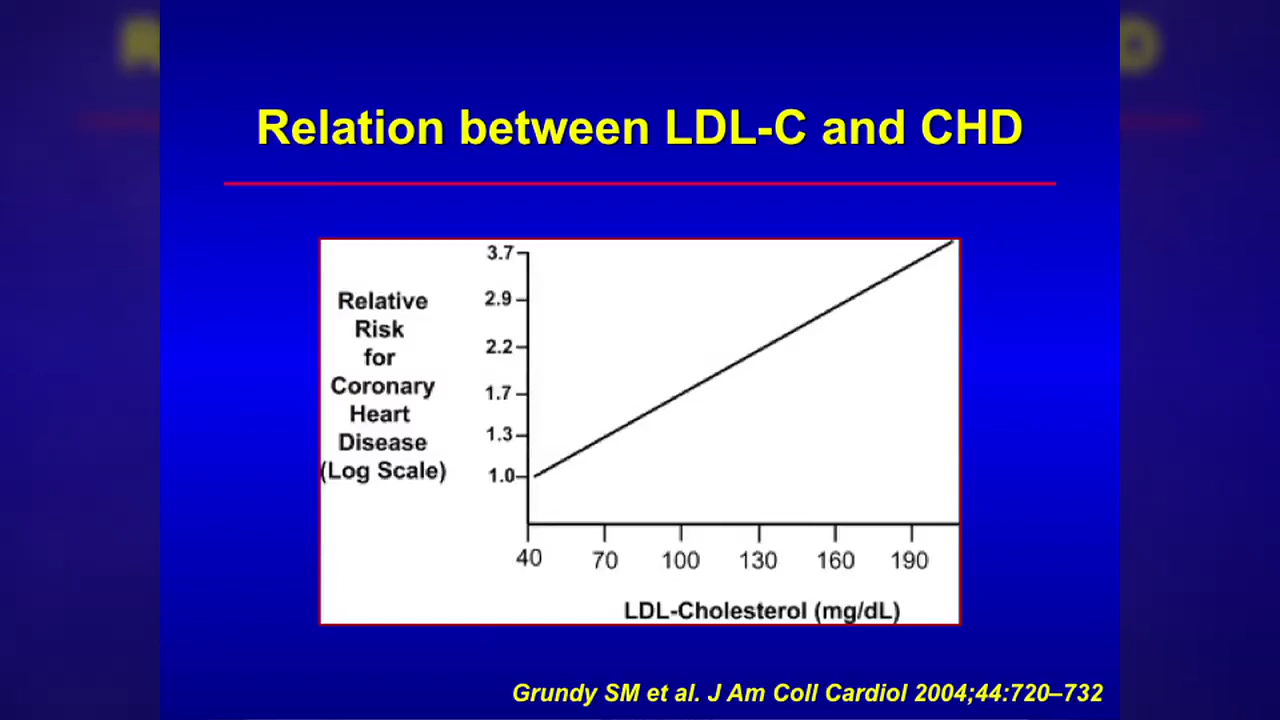 Relation between LDL-C and CHD
Relative
Risk
for
Coronary
Heart
Disease
(Log Scale)
3.7
2.9
2.2
1.7
1.3
1.0
40 70 100 130 160 190
LDL-Cholesterol (mg/dL)
Grundy SM et al. J Am Coll Cardiol 2004;44:720–732